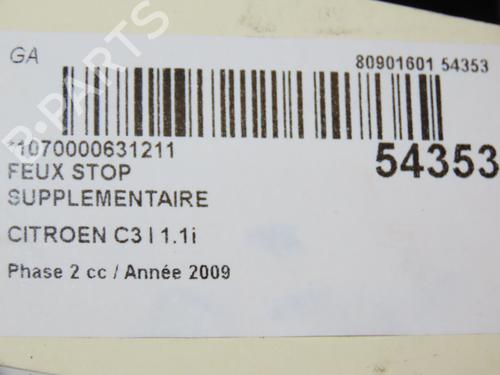 GA
80901601 54353
*1070000631211
54353
FEUX STOP
SUPPLEMENTAIRE
CITROEN C3 I 1.1i
Phase 2 cc / Année 2009
B-PARTS